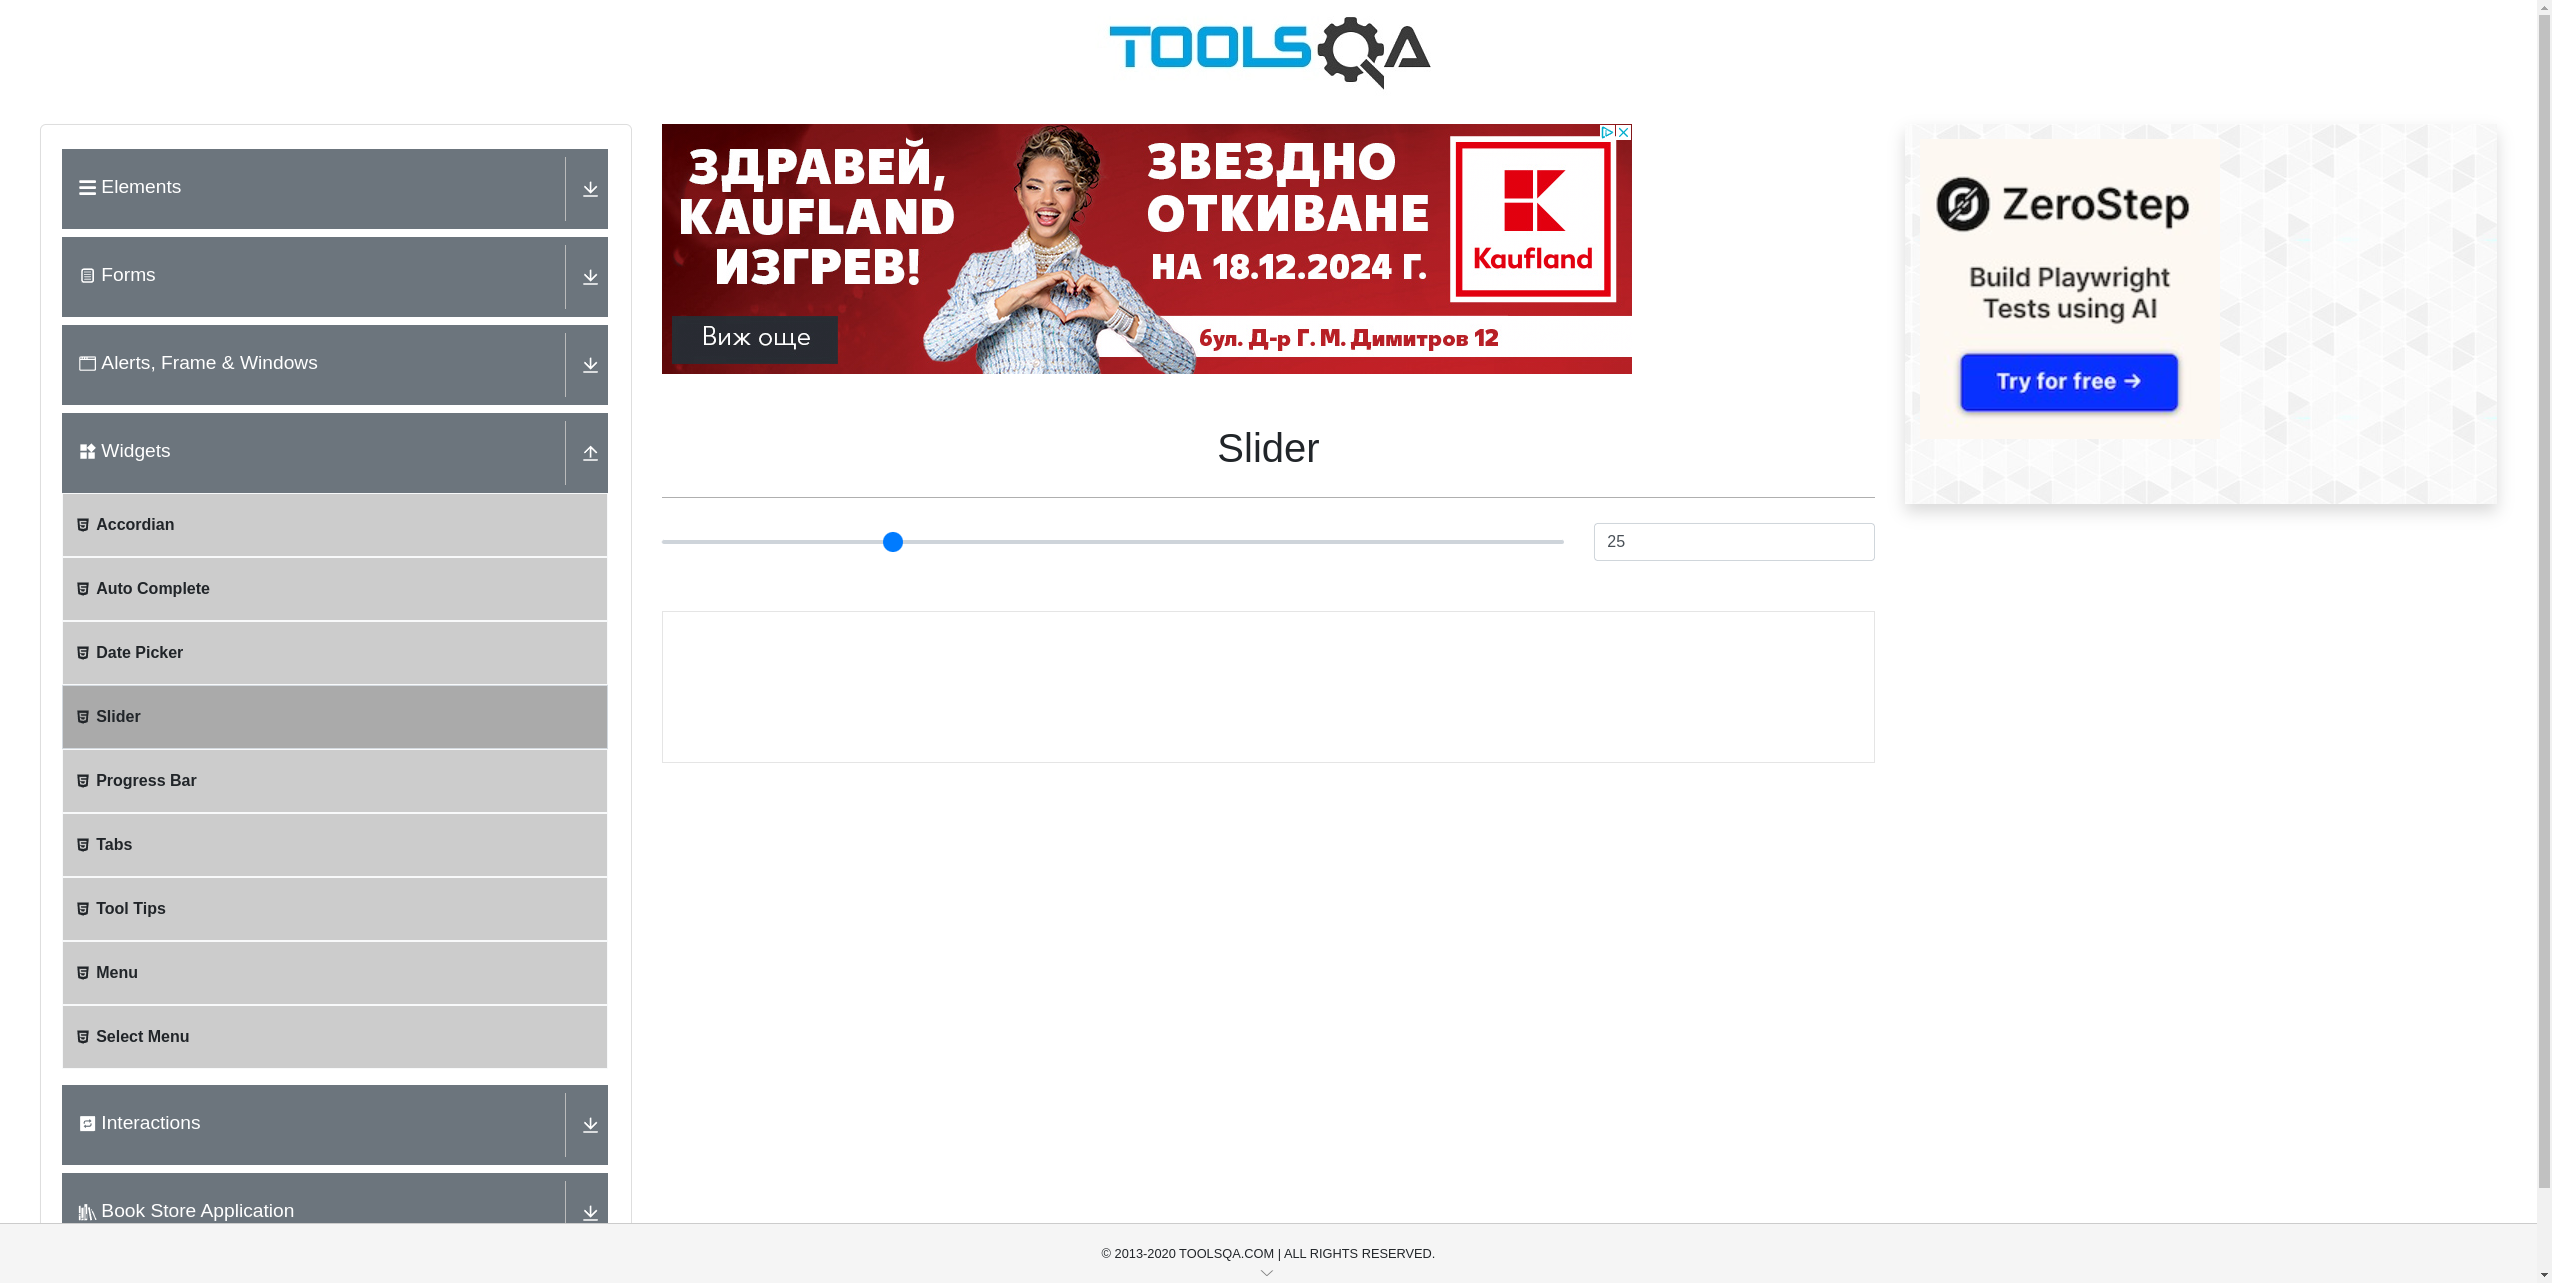 TOOLSQA
Elements
Forms
Alerts, Frame & Windows
Widgets
Accordian
Auto Complete
Date Picker
Slider
Progress Bar
Tabs
Tool Tips
Menu
Select Menu
Interactions
Book Store Application
ЗДРАВЕЙ,
KAUFLAND
ИЗГРЕВ!
Виж още
ЗВЕЗДНО
ОТКИВАНЕ
НА 18.12.2024 Г.
бул. Д-р Г. М. Димитров 12
Kaufland
Slider
25
ZeroStep
Build Playwright
Tests using AI
Try for free →
© 2013-2020 TOOLSQA.COM | ALL RIGHTS RESERVED.